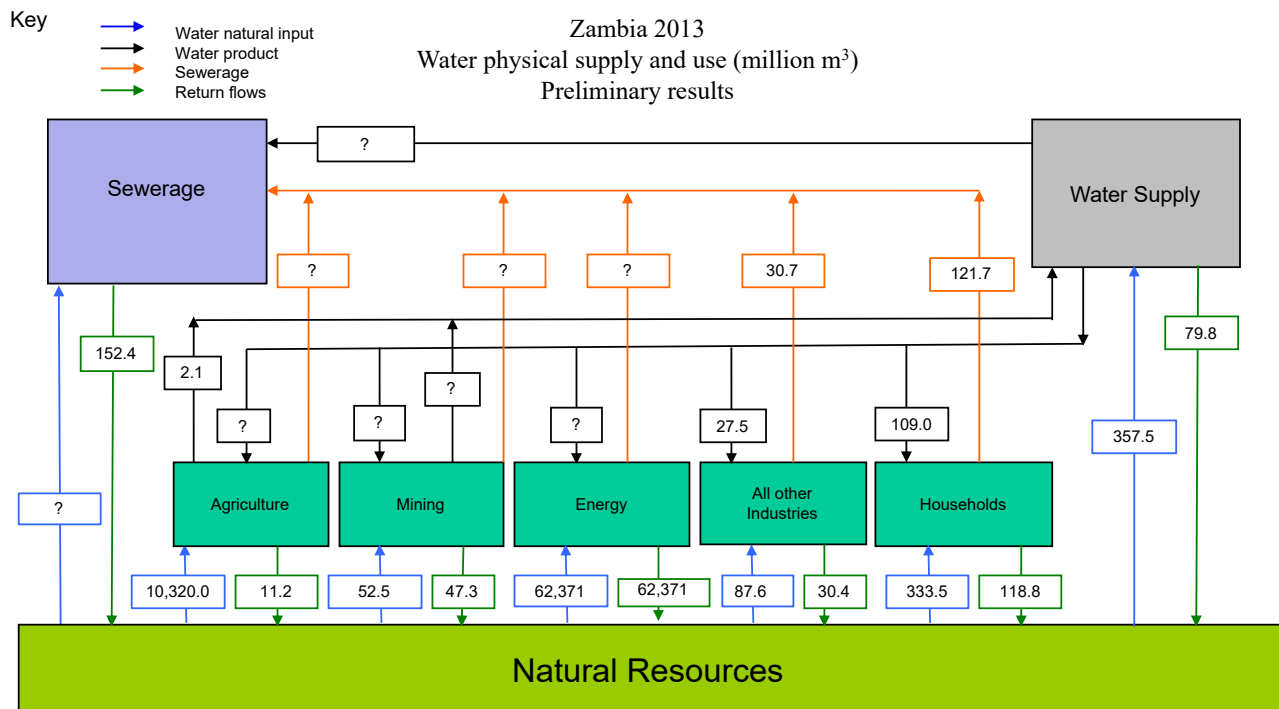 Key
Water natural input
Water product
Sewerage
Return flows
Zambia 2013
Water physical supply and use (million m³)
Preliminary results
?
Sewerage
Water Supply
?
?
?
30.7
121.7
152.4
2.1
?
79.8
?
?
?
27.5
109.0
357.5
?
Agriculture
Mining
Energy
All other
Industries
Households
10,320.0
11.2
52.5
47.3
62,371
62,371
87.6
30.4
333.5
118.8
Natural Resources